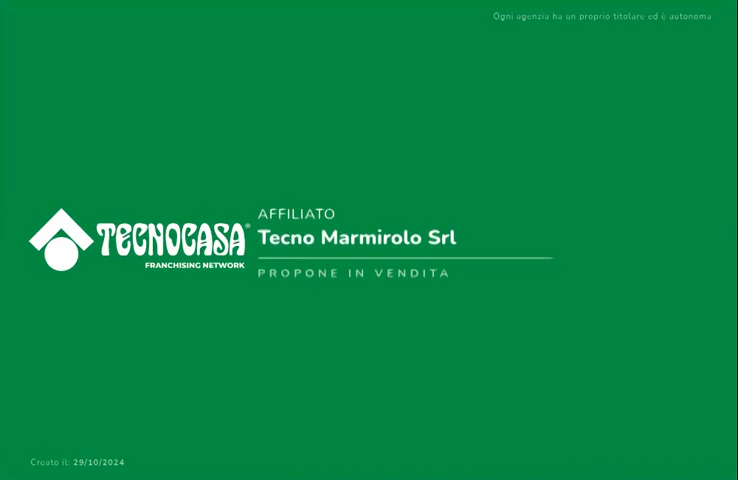 Ogni agenzia ha un proprio titolare ed è autonoma
AFFILIATO
TECNOCASA®
Tecno Marmirolo Srl
FRANCHISING NETWORK
PROPONE IN VENDITA
Creato il: 29/10/2024